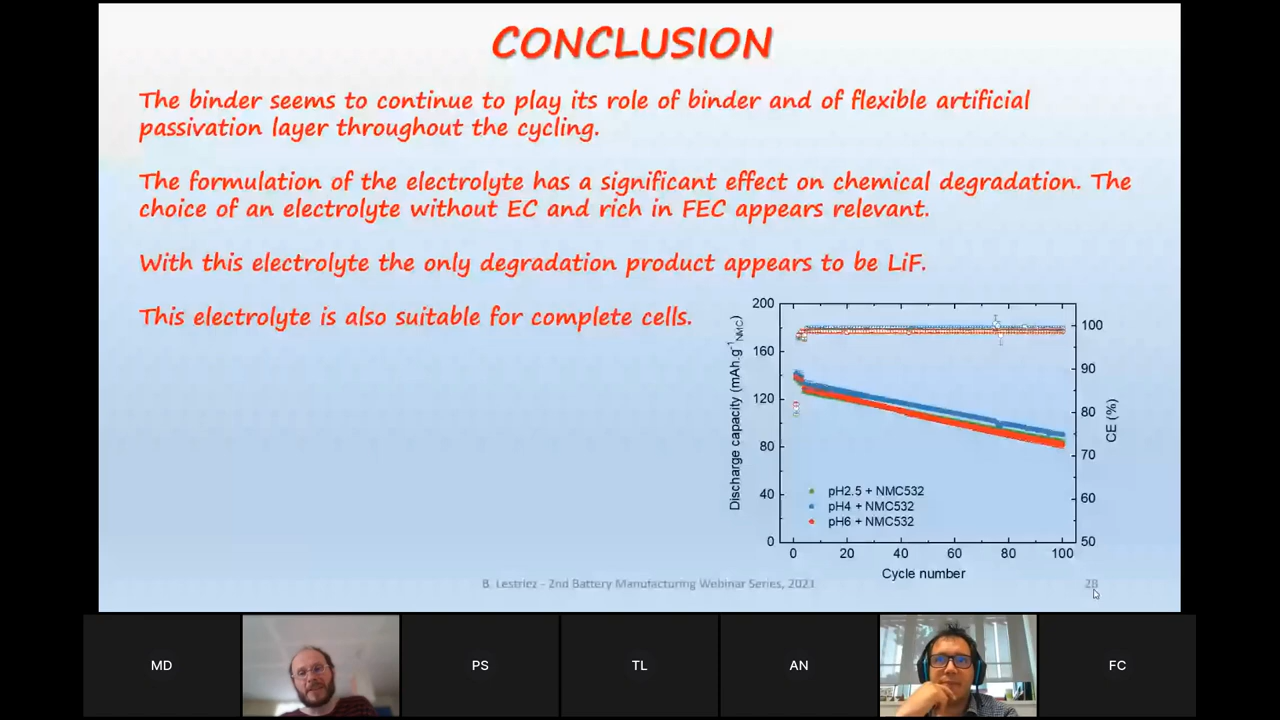 CONCLUSION
The binder seems to continue to play its role of binder and of flexible artificial
passivation layer throughout the cycling.
The formulation of the electrolyte has a significant effect on chemical degradation. The
choice of an electrolyte without EC and rich in FEC appears relevant.
With this electrolyte the only degradation product appears to be LiF.
This electrolyte is also suitable for complete cells.
200
160
120
80
40
0
Discharge capacity (mAh.g⁻¹NMC)
100
90
80
70
60
50
CE (%)
pH2.5 + NMC532
pH4 + NMC532
pH6 + NMC532
0 20 40 60 80 100
Cycle number
B. Lestriez - 2nd Battery Manufacturing Webinar Series, 2021
28
MD
PS
TL
AN
FC